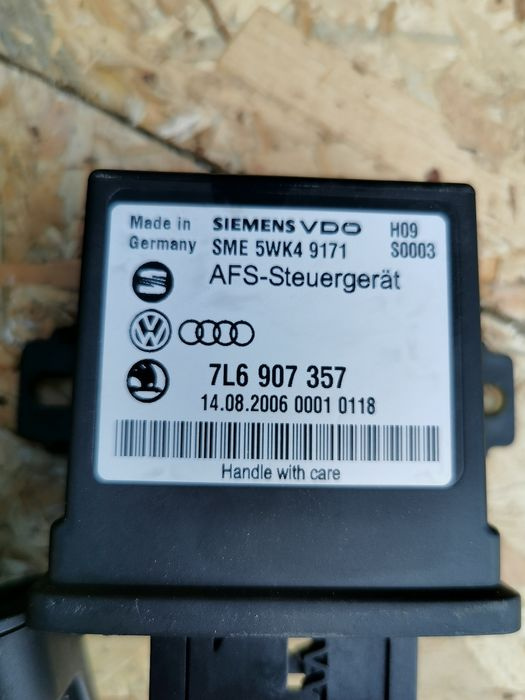 Made in SIEMENS VDO H09
Germany SME 5WK4 9171 S0003
AFS-Steuergerät
7L6 907 357
14.08.2006 0001 0118
Handle with care